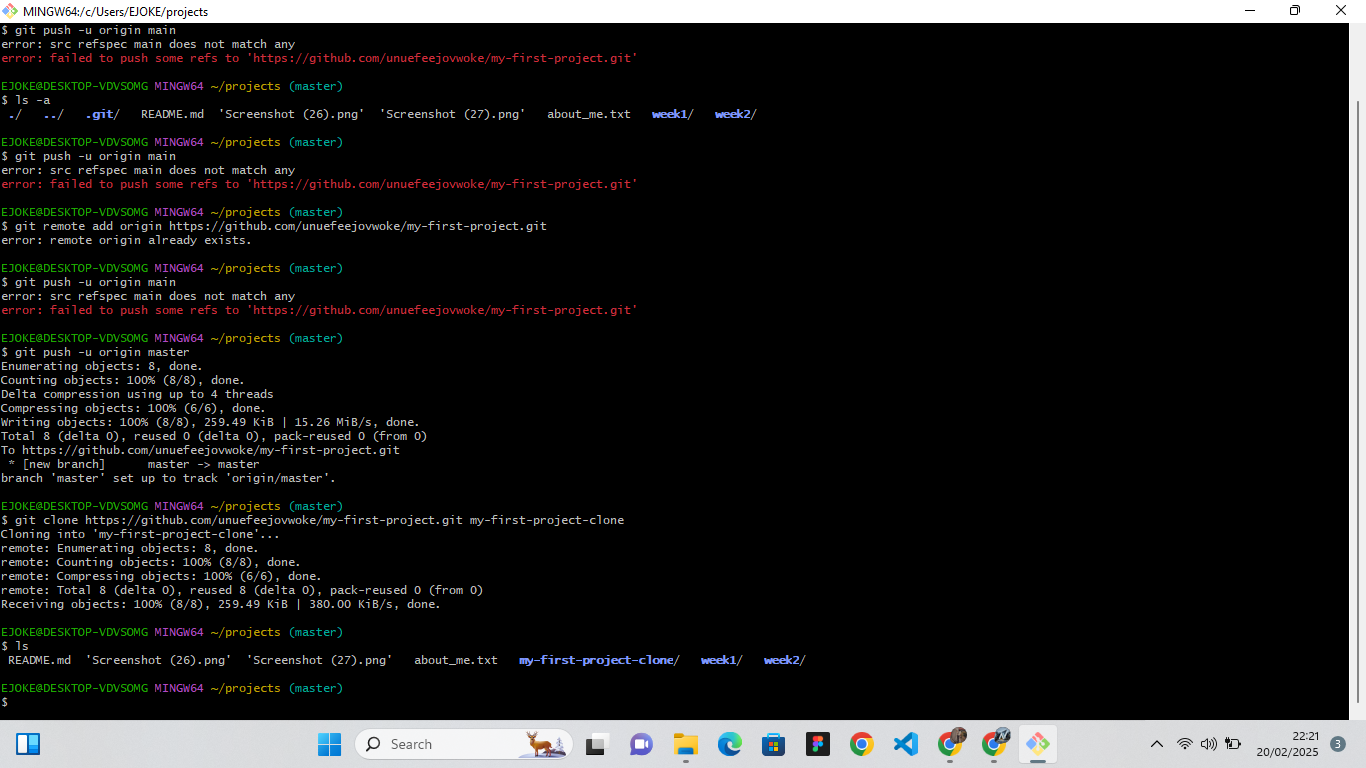 MINGW64:/c/Users/EJOKE/projects
$ git push -u origin main
error: src refspec main does not match any
error: failed to push some refs to 'https://github.com/unuefeejovwoke/my-first-project.git'
EJOKE@DESKTOP-VDVSOMG MINGW64 ~/projects (master)
$ ls -a
./ ../ .git/ README.md 'Screenshot (26).png' 'Screenshot (27).png' about_me.txt week1/ week2/
EJOKE@DESKTOP-VDVSOMG MINGW64 ~/projects (master)
$ git push -u origin main
error: src refspec main does not match any
error: failed to push some refs to 'https://github.com/unuefeejovwoke/my-first-project.git'
EJOKE@DESKTOP-VDVSOMG MINGW64 ~/projects (master)
$ git remote add origin https://github.com/unuefeejovwoke/my-first-project.git
error: remote origin already exists.
EJOKE@DESKTOP-VDVSOMG MINGW64 ~/projects (master)
$ git push -u origin main
error: src refspec main does not match any
error: failed to push some refs to 'https://github.com/unuefeejovwoke/my-first-project.git'
EJOKE@DESKTOP-VDVSOMG MINGW64 ~/projects (master)
$ git push -u origin master
Enumerating objects: 8, done.
Counting objects: 100% (8/8), done.
Delta compression using up to 4 threads
Compressing objects: 100% (6/6), done.
Writing objects: 100% (8/8), 259.49 KiB | 15.26 MiB/s, done.
Total 8 (delta 0), reused 0 (delta 0), pack-reused 0 (from 0)
To https://github.com/unuefeejovwoke/my-first-project.git
* [new branch] master -> master
branch 'master' set up to track 'origin/master'.
EJOKE@DESKTOP-VDVSOMG MINGW64 ~/projects (master)
$ git clone https://github.com/unuefeejovwoke/my-first-project.git my-first-project-clone
Cloning into 'my-first-project-clone'...
remote: Enumerating objects: 8, done.
remote: Counting objects: 100% (8/8), done.
remote: Compressing objects: 100% (6/6), done.
remote: Total 8 (delta 0), reused 8 (delta 0), pack-reused 0 (from 0)
Receiving objects: 100% (8/8), 259.49 KiB | 380.00 KiB/s, done.
EJOKE@DESKTOP-VDVSOMG MINGW64 ~/projects (master)
$ ls
README.md 'Screenshot (26).png' 'Screenshot (27).png' about_me.txt my-first-project-clone/ week1/ week2/
EJOKE@DESKTOP-VDVSOMG MINGW64 ~/projects (master)
$
Search
22:21
20/02/2025
3